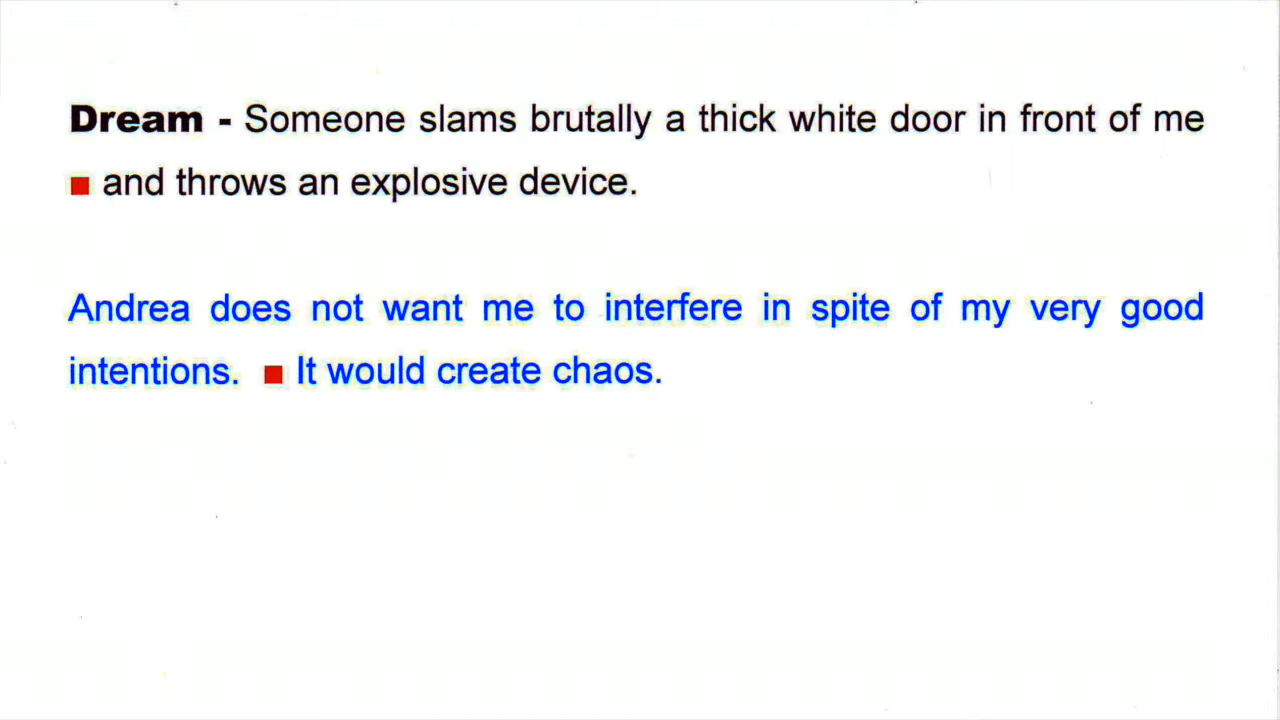 Dream - Someone slams brutally a thick white door in front of me
■ and throws an explosive device.
Andrea does not want me to interfere in spite of my very good
intentions. ■ It would create chaos.